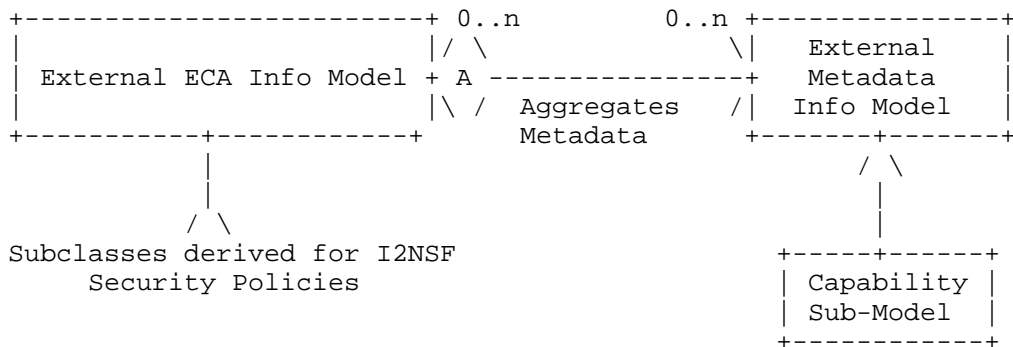 0..n 0..n
External
External ECA Info Model A Metadata
Aggregates Info Model
Metadata
Subclasses derived for I2NSF
Security Policies Capability
Sub-Model